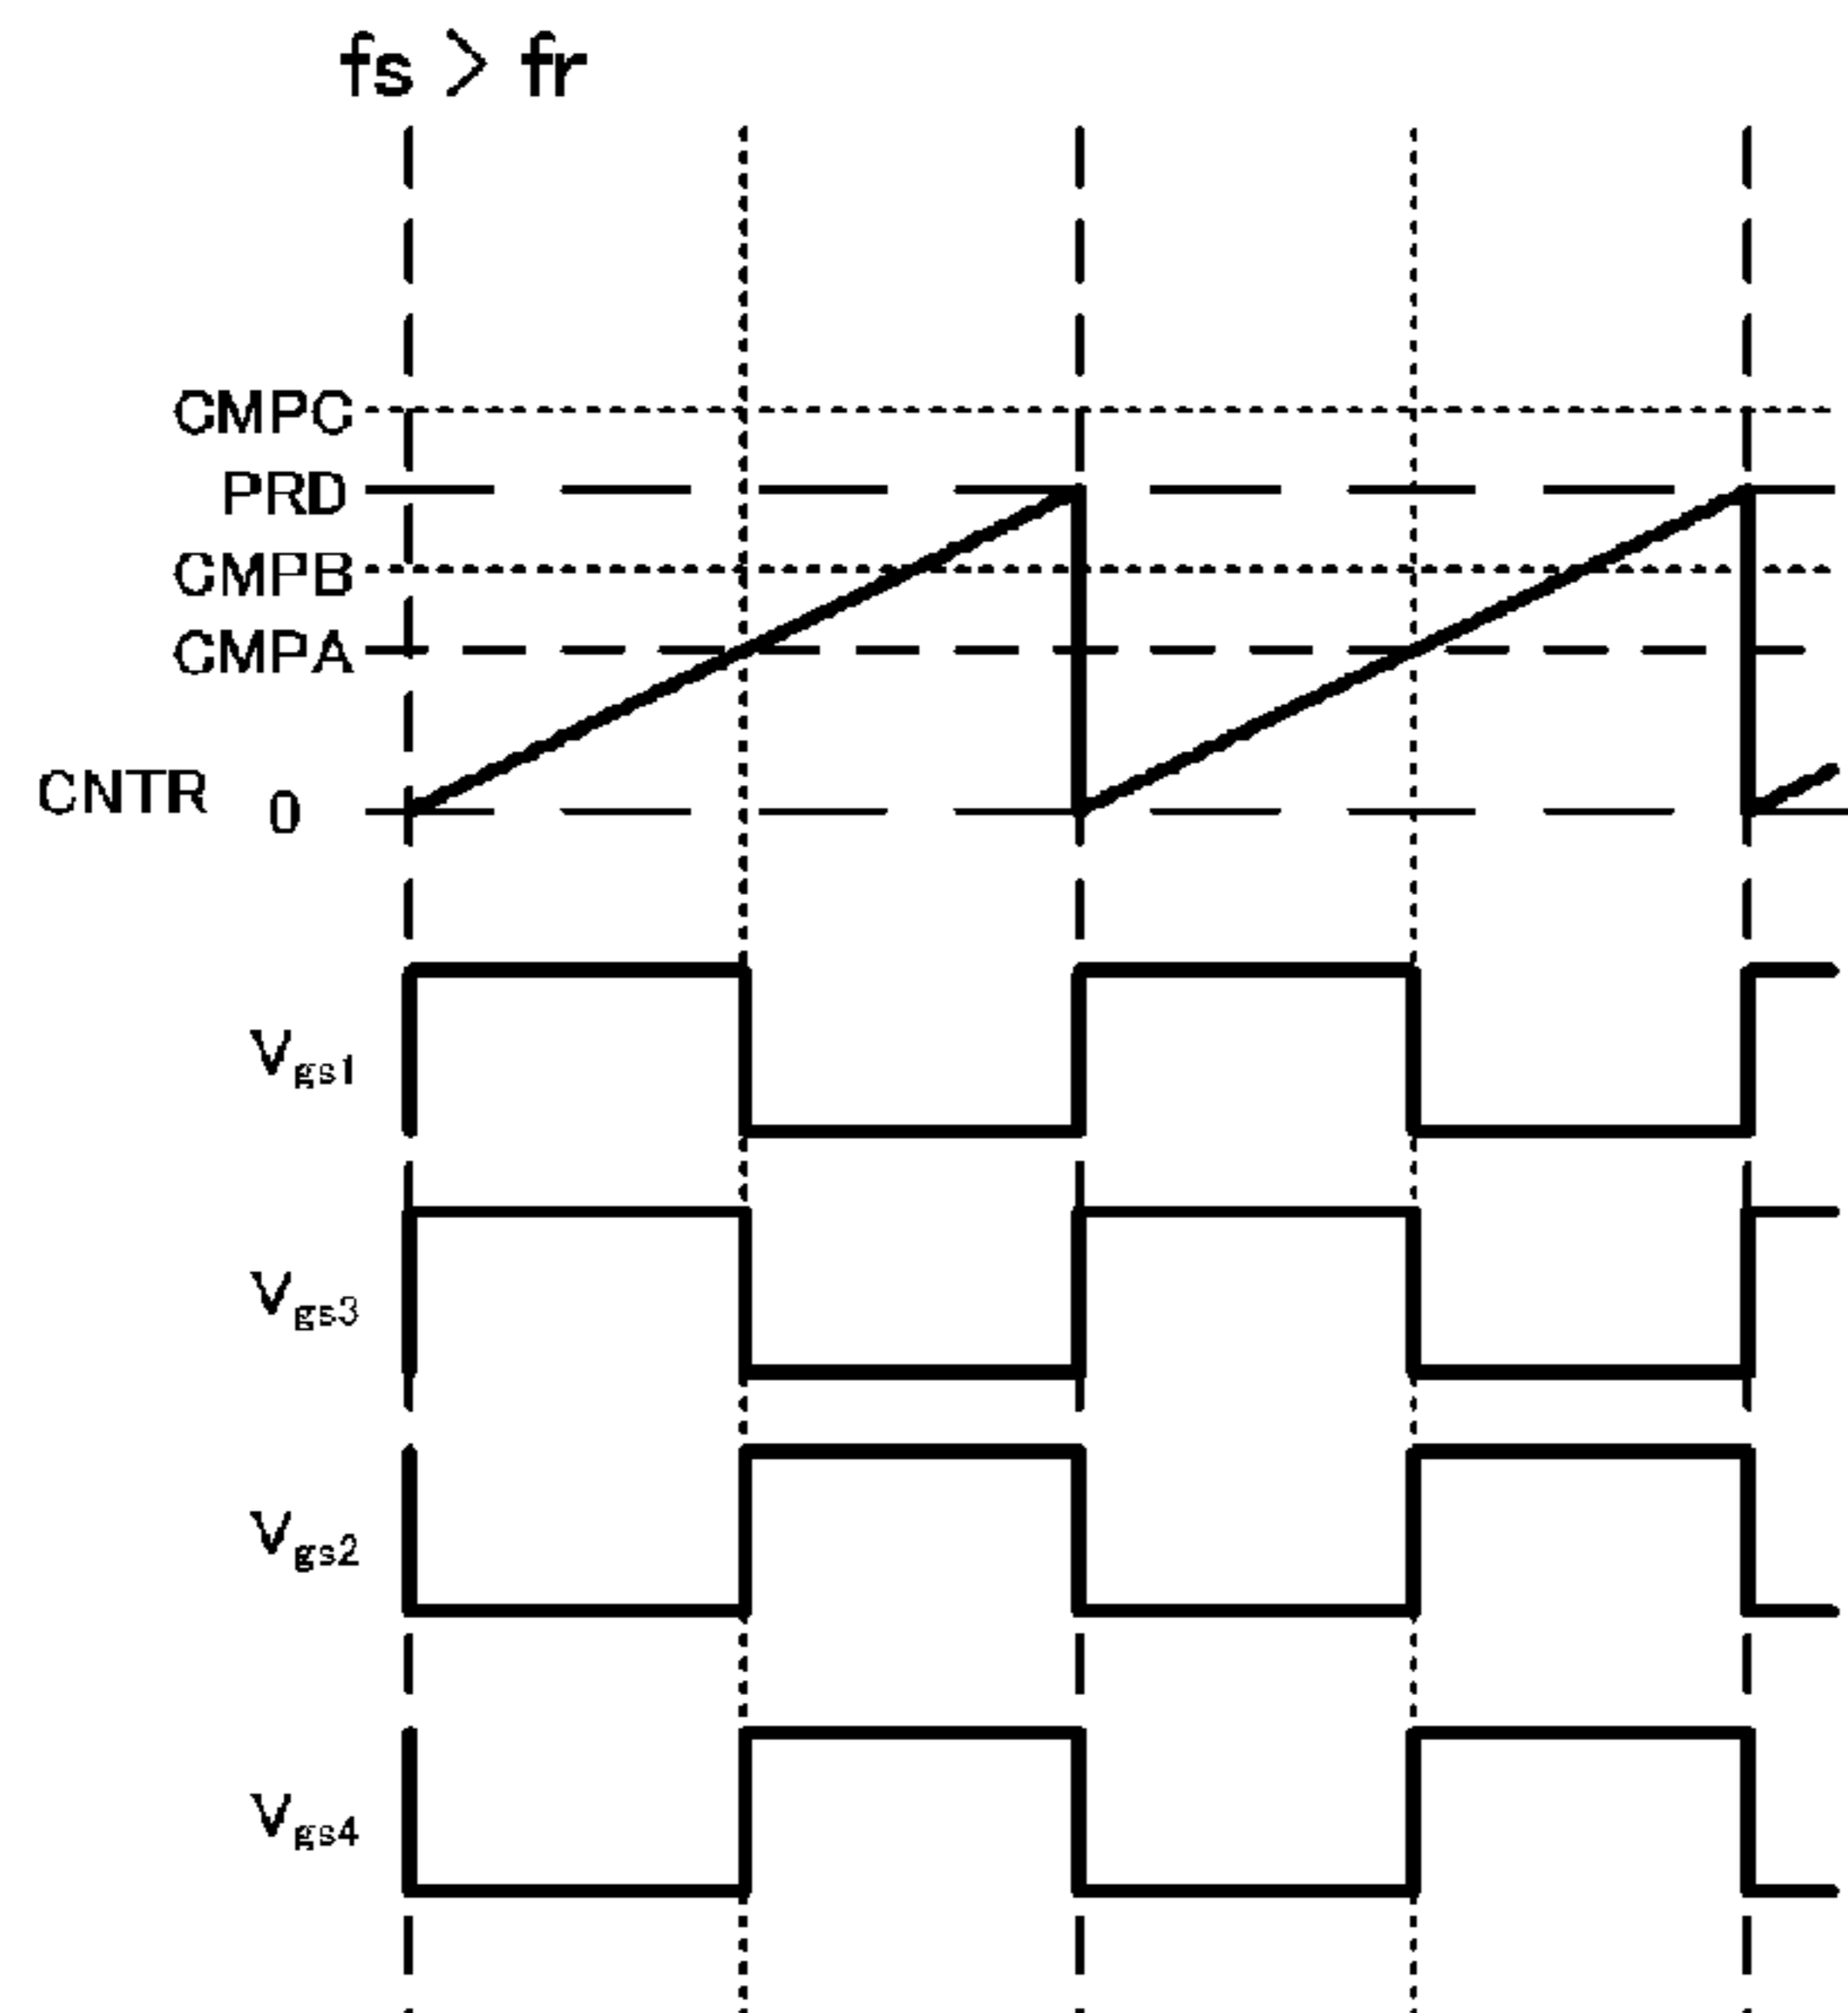 fs > fr
CMPC
PRD
CMPB
CMPA
CNTR 0
Vgs1
Vgs3
Vgs2
Vgs4